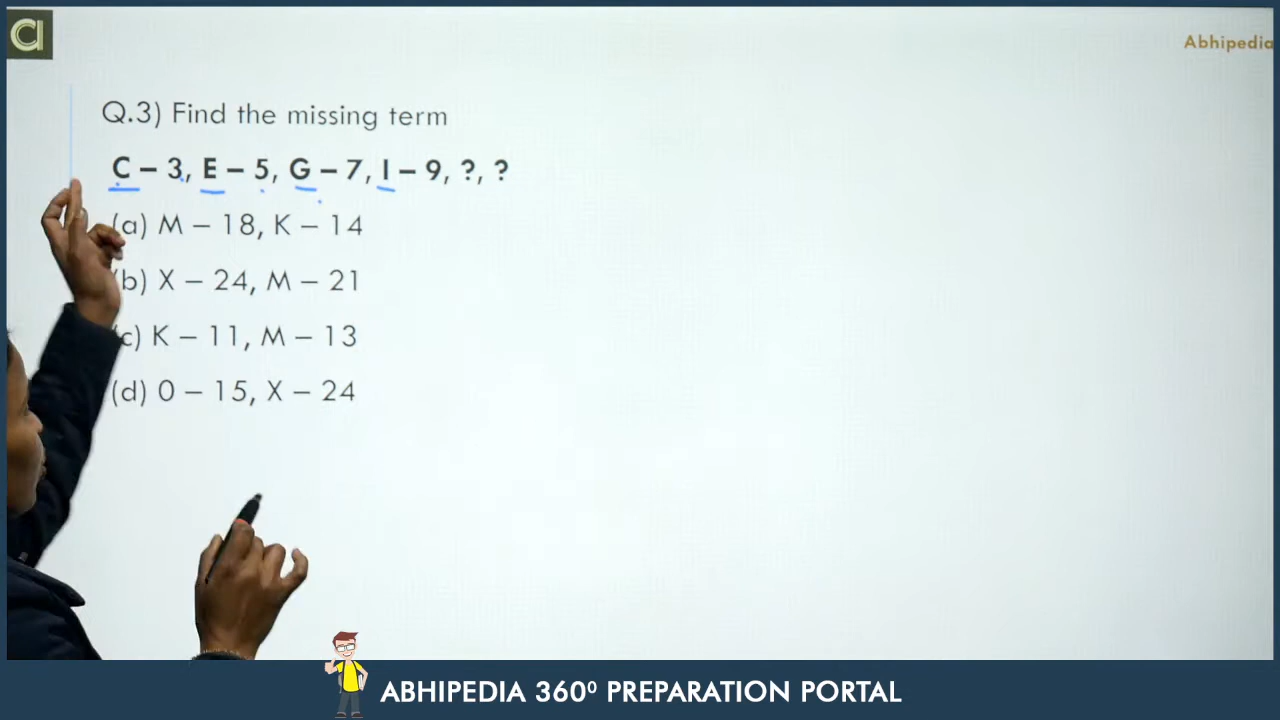 Abhipedia
Q.3) Find the missing term
C – 3, E – 5, G – 7, I – 9, ?, ?
(a) M – 18, K – 14
(b) X – 24, M – 21
(c) K – 11, M – 13
(d) 0 – 15, X – 24
ABHIPEDIA 360⁰ PREPARATION PORTAL